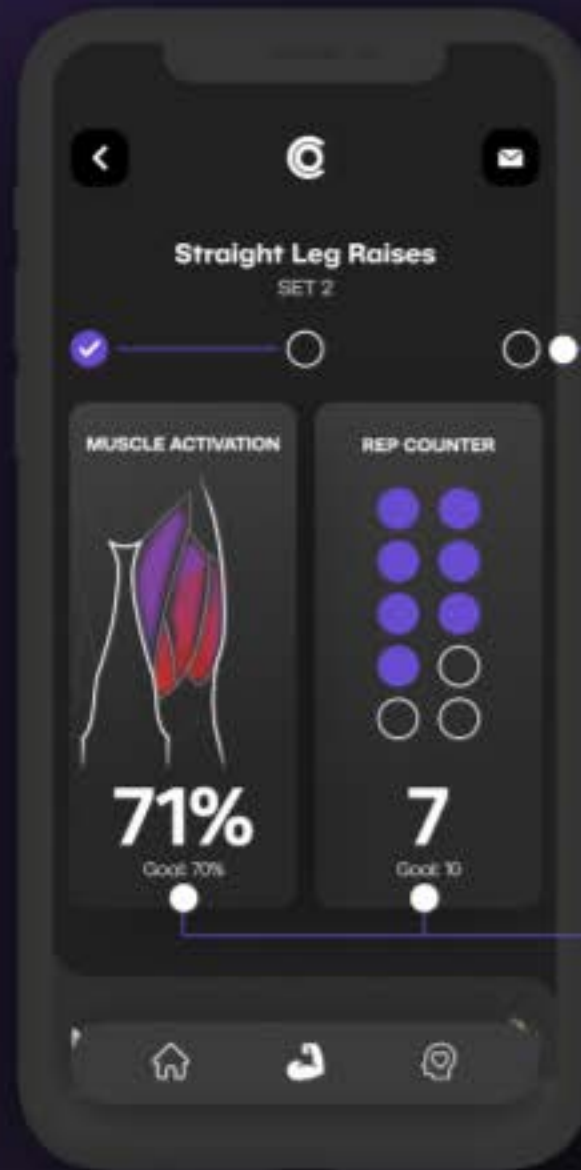 Straight Leg Raises
SET 2
MUSCLE ACTIVATION
REP COUNTER
71%
7
Goal: 70%
Goal: 10